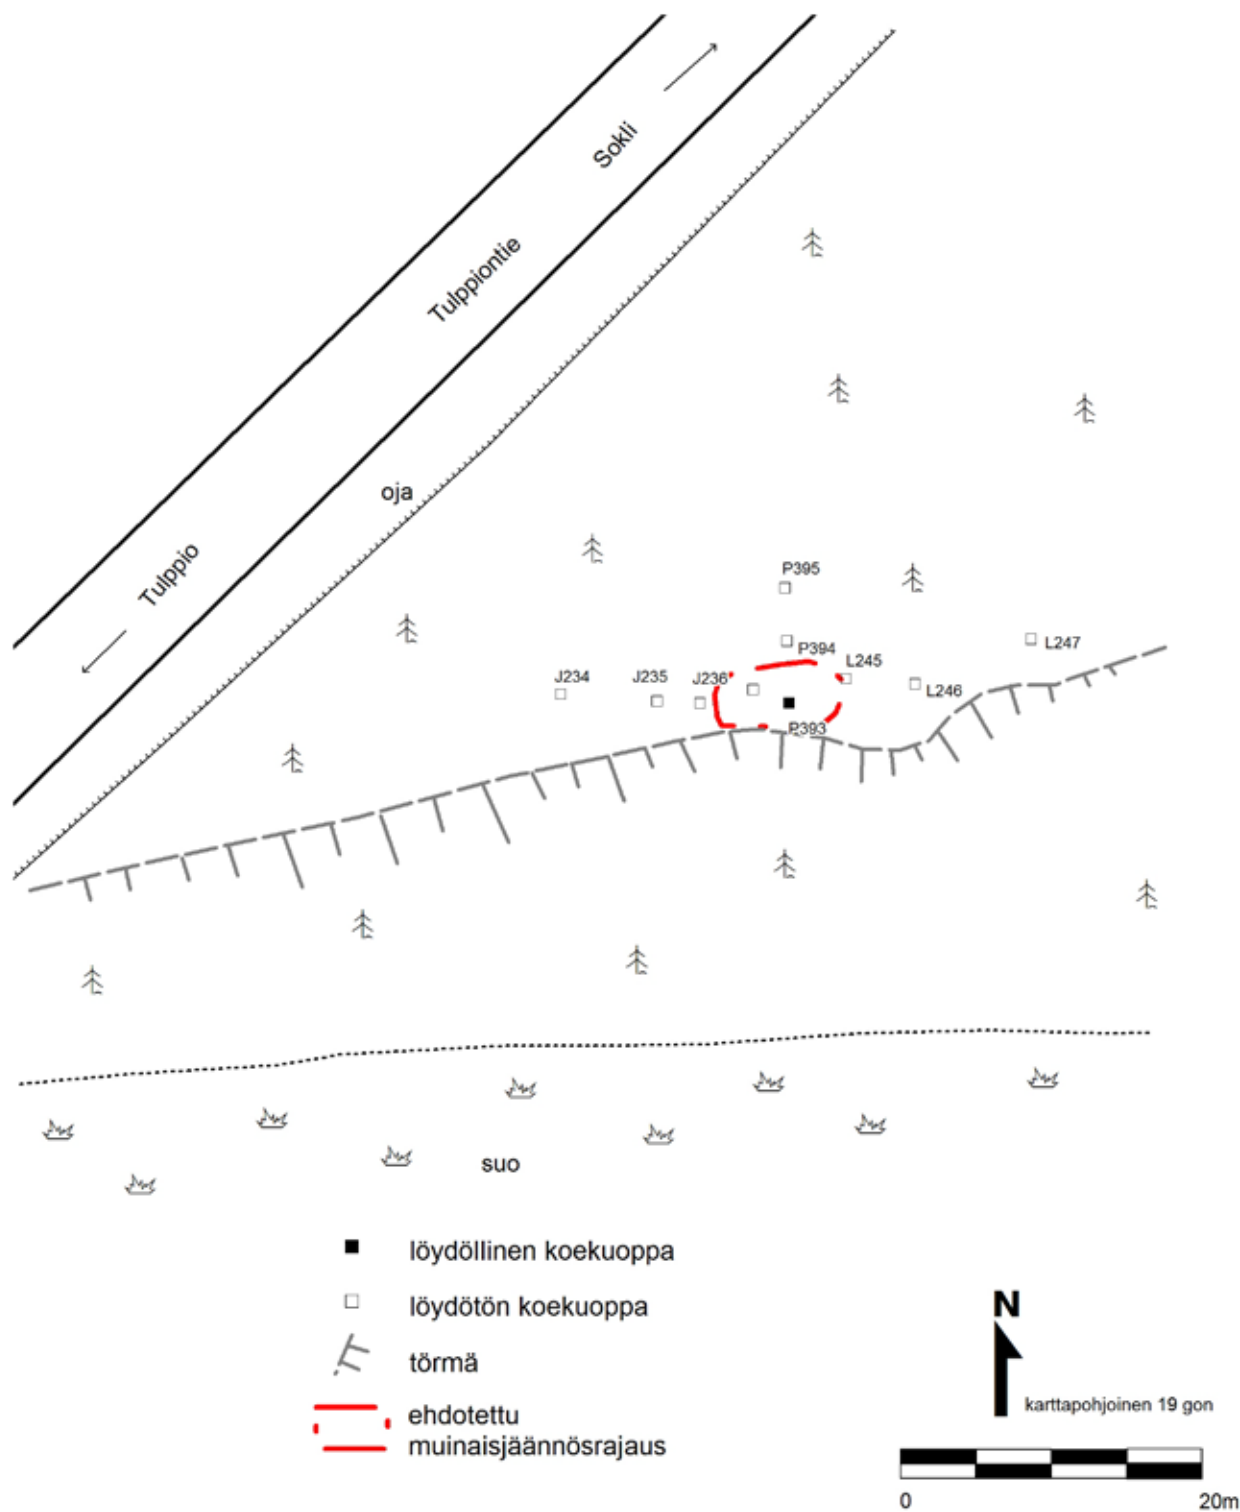 Sokli
Tulppiontie
oja
Tulppio
P395
P394
L247
L245
J234
J235
J236
L246
P393
suo
löydöllinen koekuoppa
löydötön koekuoppa
törmä
ehdotettu
muinaisjäännösrajaus
N
karttapohjoinen 19 gon
0
20m